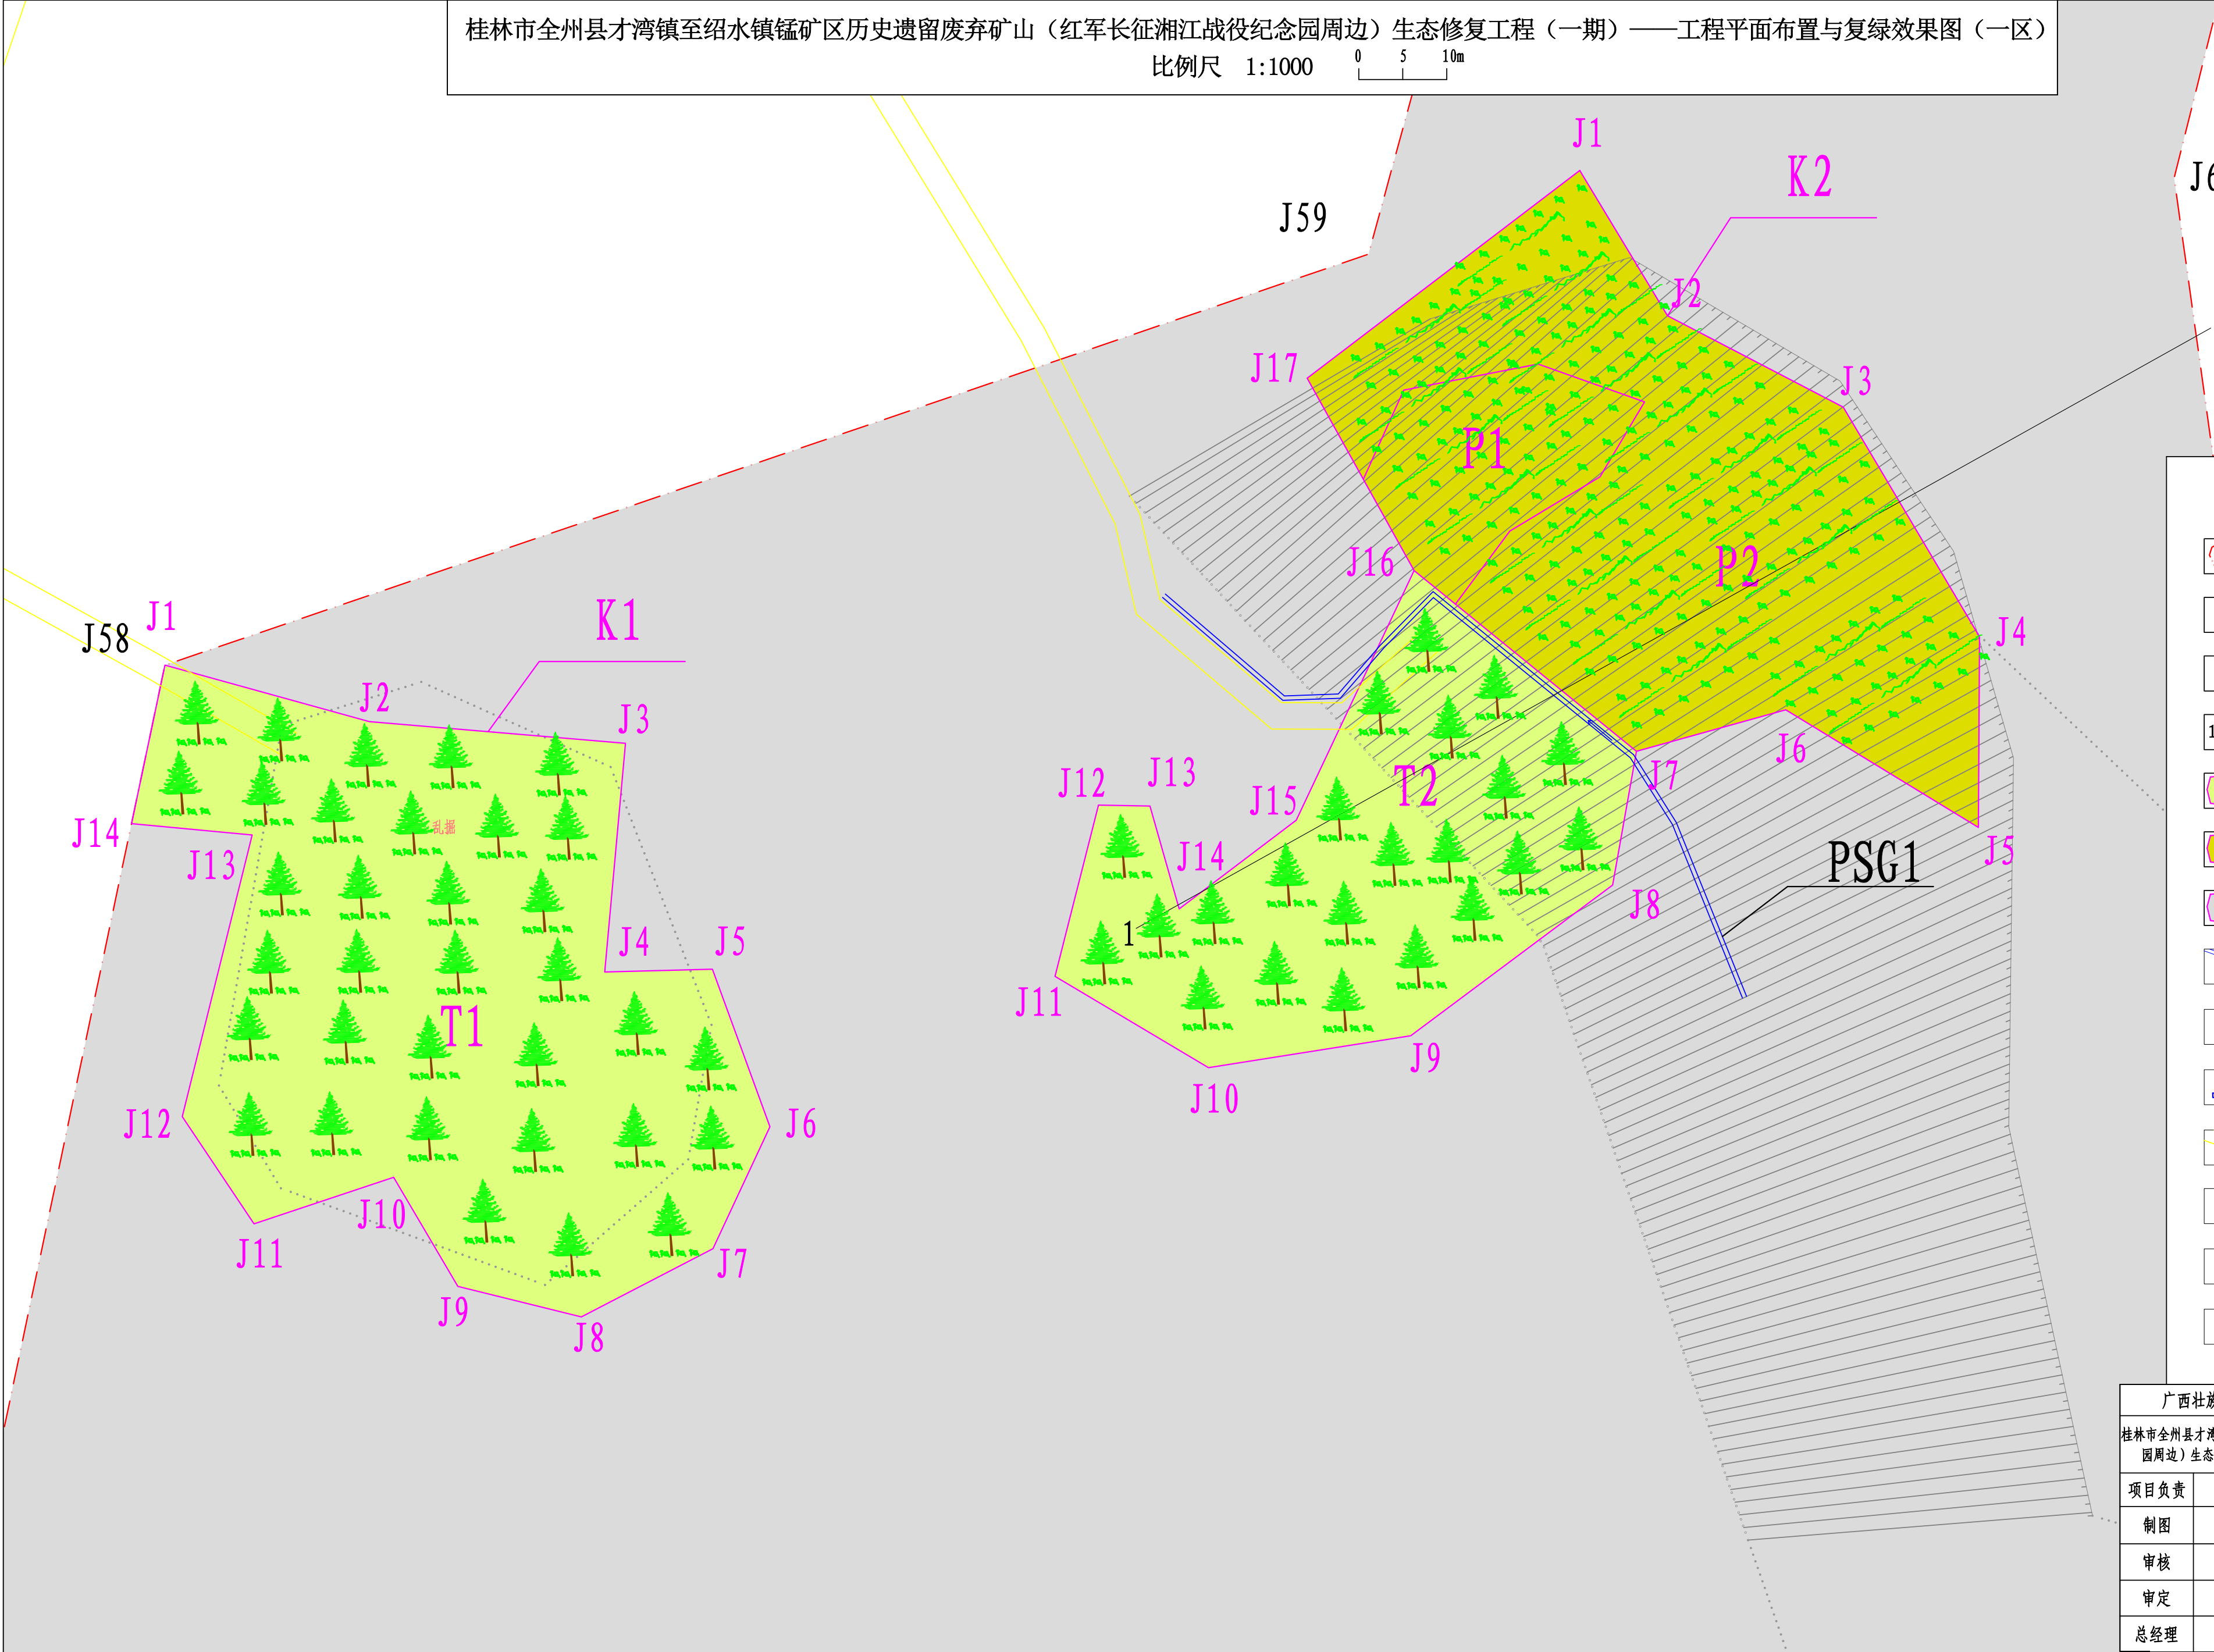 桂林市全州县才湾镇至绍水镇锰矿区历史遗留废弃矿山（红军长征湘江战役纪念园周边）生态修复工程（一期）——工程平面布置与复绿效果图（一区）
比例尺 1:1000
0 5 10m
J1
K2
J59
J2
J17
J3
P1
J16
P2
J4
J1
K1
J58
J2
J3
J6
J7
J12
J13
T2
J15
J14
乱掘
J13
J14
J5
PSG1
J8
1
J4
J5
J11
T1
J9
J10
J12
J6
J10
J11
J7
J9
J8
广西壮族
桂林市全州县才湾
园周边）生态
项目负责
制图
审核
审定
总经理